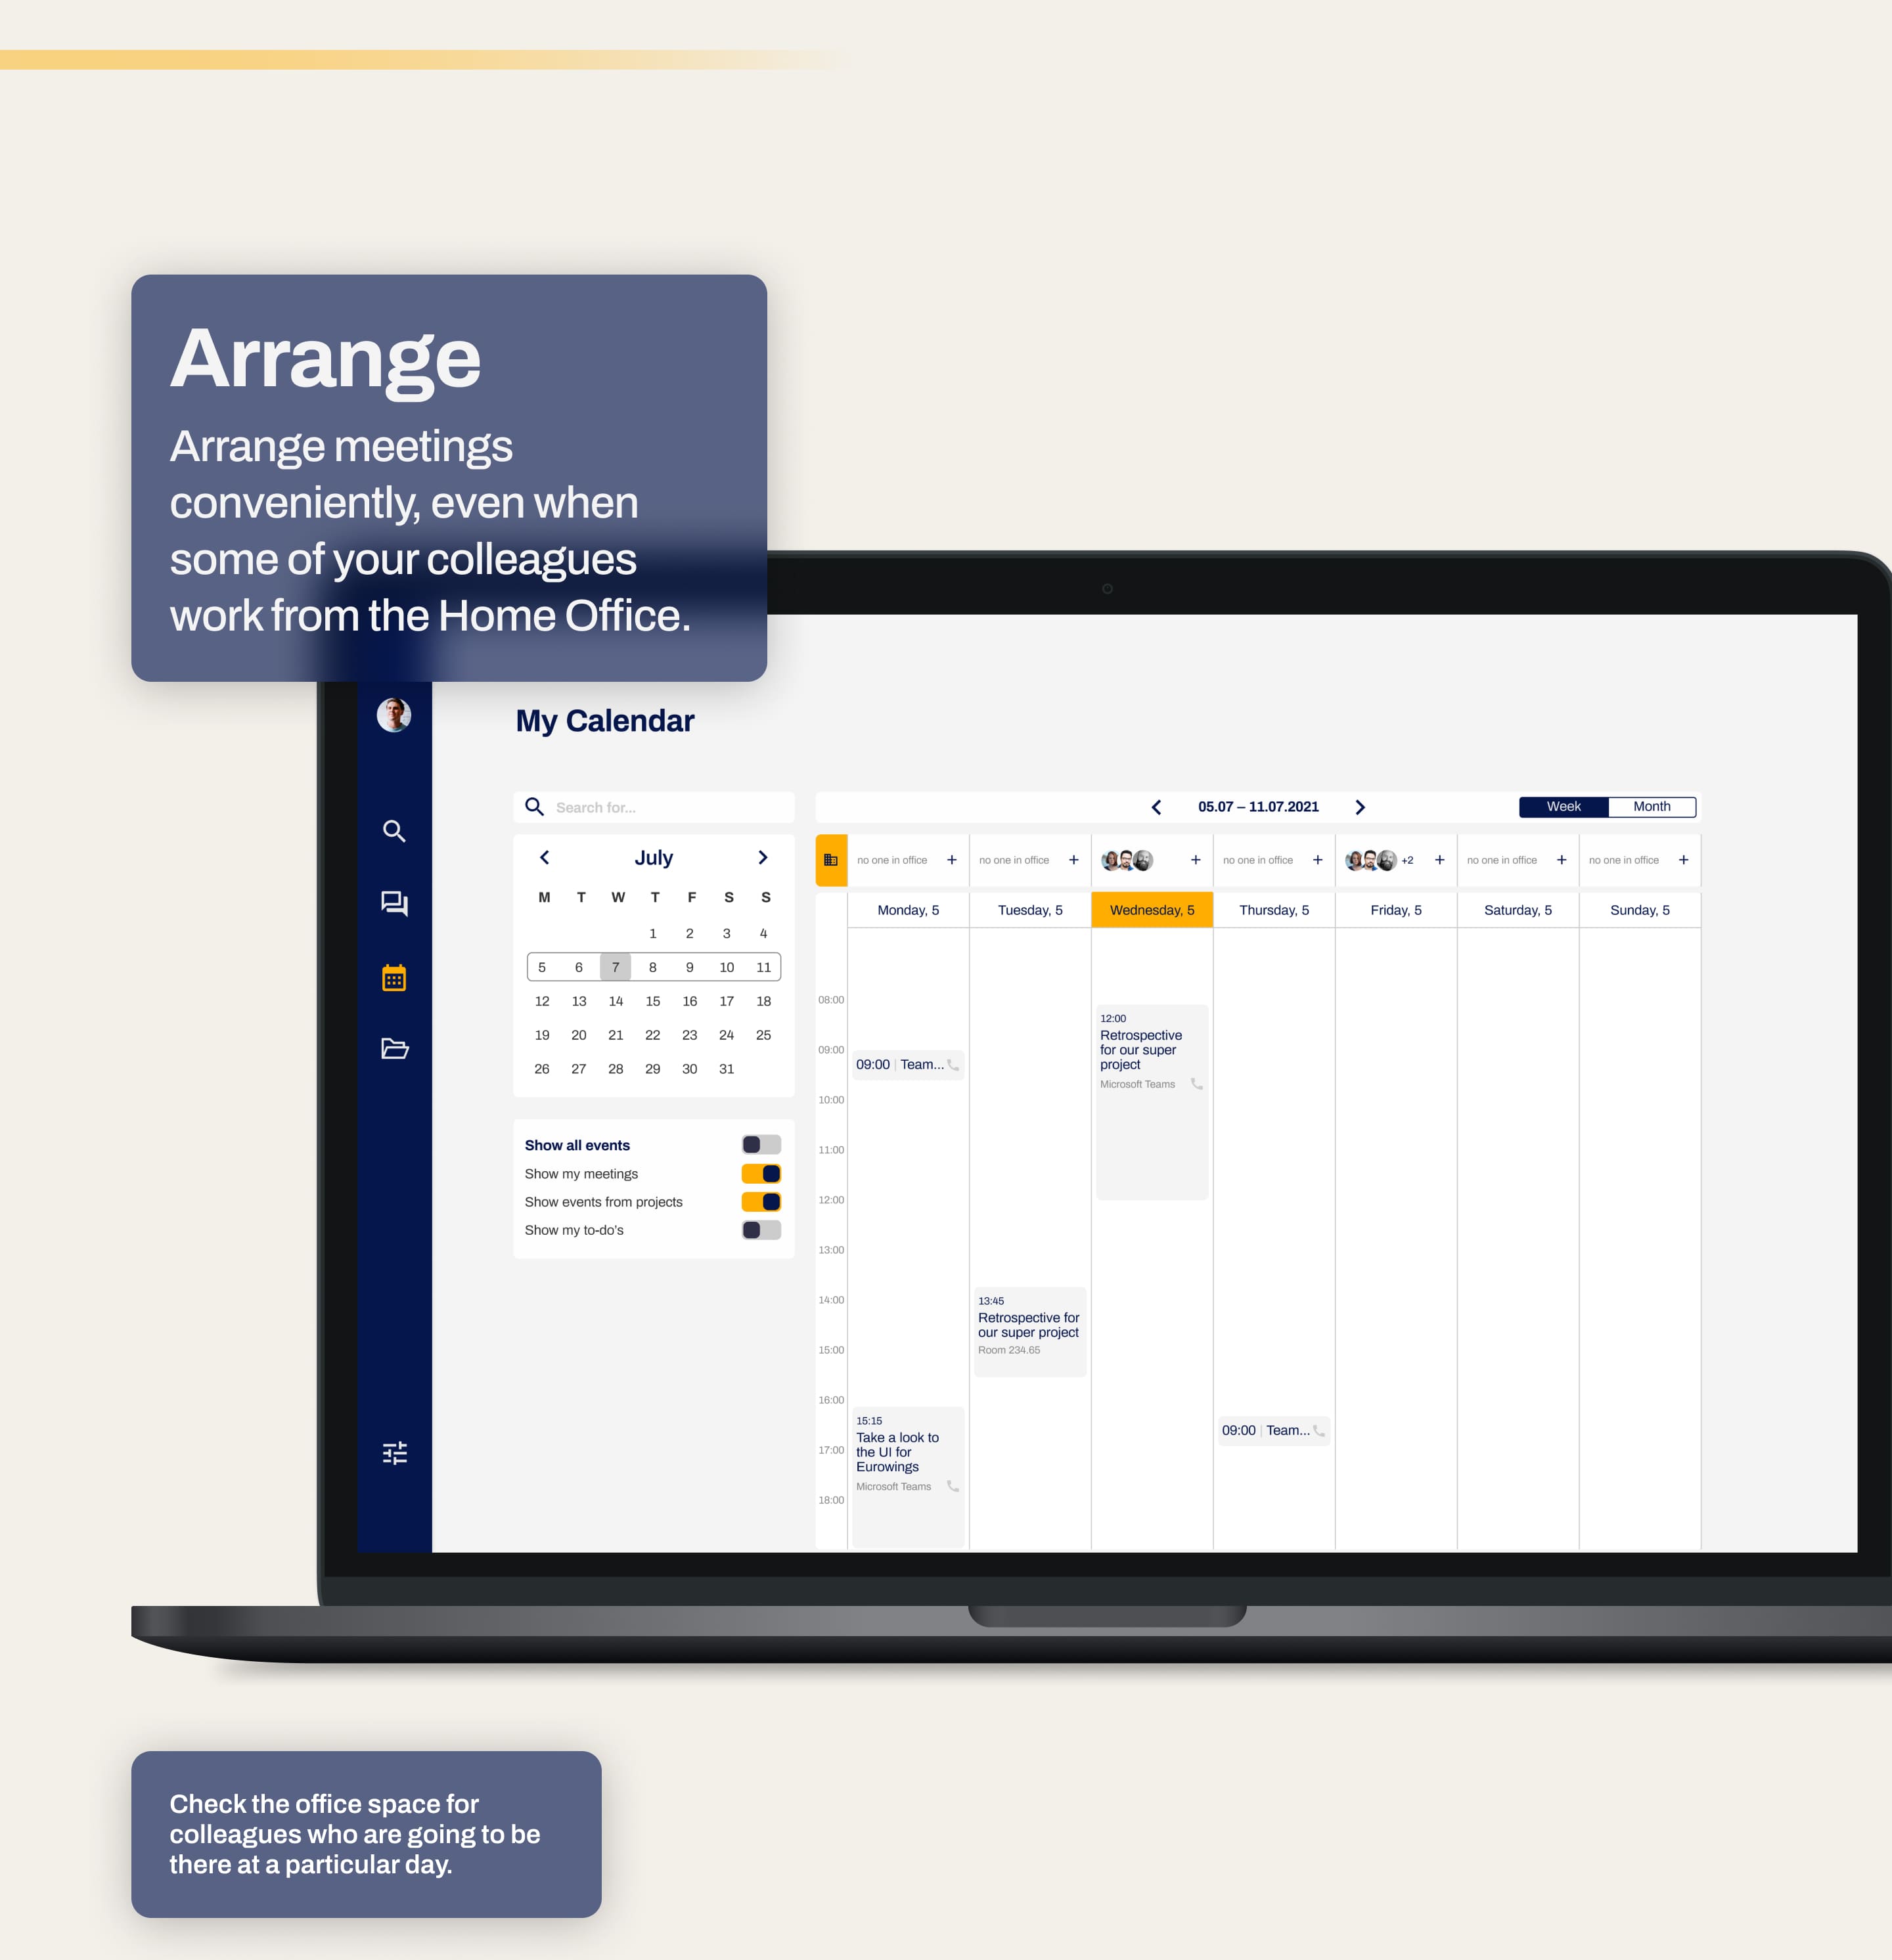 Arrange
Arrange meetings
conveniently, even when
some of your colleagues
work from the Home Office.
My Calendar
Search for...
July
M T W T F S S
1 2 3 4
5 6 7 8 9 10 11
12 13 14 15 16 17 18
19 20 21 22 23 24 25
26 27 28 29 30 31
Show all events
Show my meetings
Show events from projects
Show my to-do's
05.07 – 11.07.2021
Week Month
no one in office + no one in office + + no one in office + +2 + no one in office + no one in office +
Monday, 5 Tuesday, 5 Wednesday, 5 Thursday, 5 Friday, 5 Saturday, 5 Sunday, 5
08:00
09:00
10:00
11:00
12:00
13:00
14:00
15:00
16:00
17:00
18:00
09:00 | Team...
15:15
Take a look to
the UI for
Eurowings
Microsoft Teams
13:45
Retrospective for
our super project
Room 234.65
12:00
Retrospective
for our super
project
Microsoft Teams
09:00 | Team...
Check the office space for
colleagues who are going to be
there at a particular day.